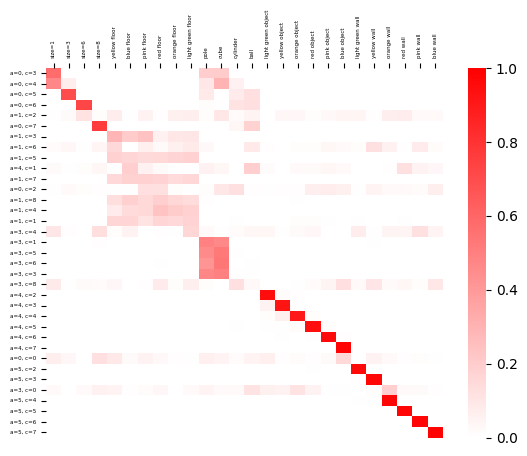 size=1 size=3 size=6 size=8 yellow floor blue floor pink floor red floor orange floor light green floor pole cube cylinder ball light green object yellow object orange object red object pink object blue object light green wall yellow wall orange wall red wall pink wall blue wall
a=0, c=3
a=0, c=4
a=0, c=5
a=0, c=6
a=1, c=2
a=0, c=7
a=1, c=3
a=1, c=6
a=1, c=5
a=4, c=1
a=1, c=7
a=0, c=2
a=1, c=8
a=1, c=4
a=1, c=1
a=3, c=4
a=3, c=1
a=3, c=5
a=3, c=6
a=3, c=3
a=3, c=8
a=4, c=2
a=4, c=3
a=4, c=4
a=4, c=5
a=4, c=6
a=4, c=7
a=0, c=0
a=5, c=2
a=5, c=3
a=3, c=0
a=5, c=4
a=5, c=5
a=5, c=6
a=5, c=7
1.0
0.8
0.6
0.4
0.2
0.0